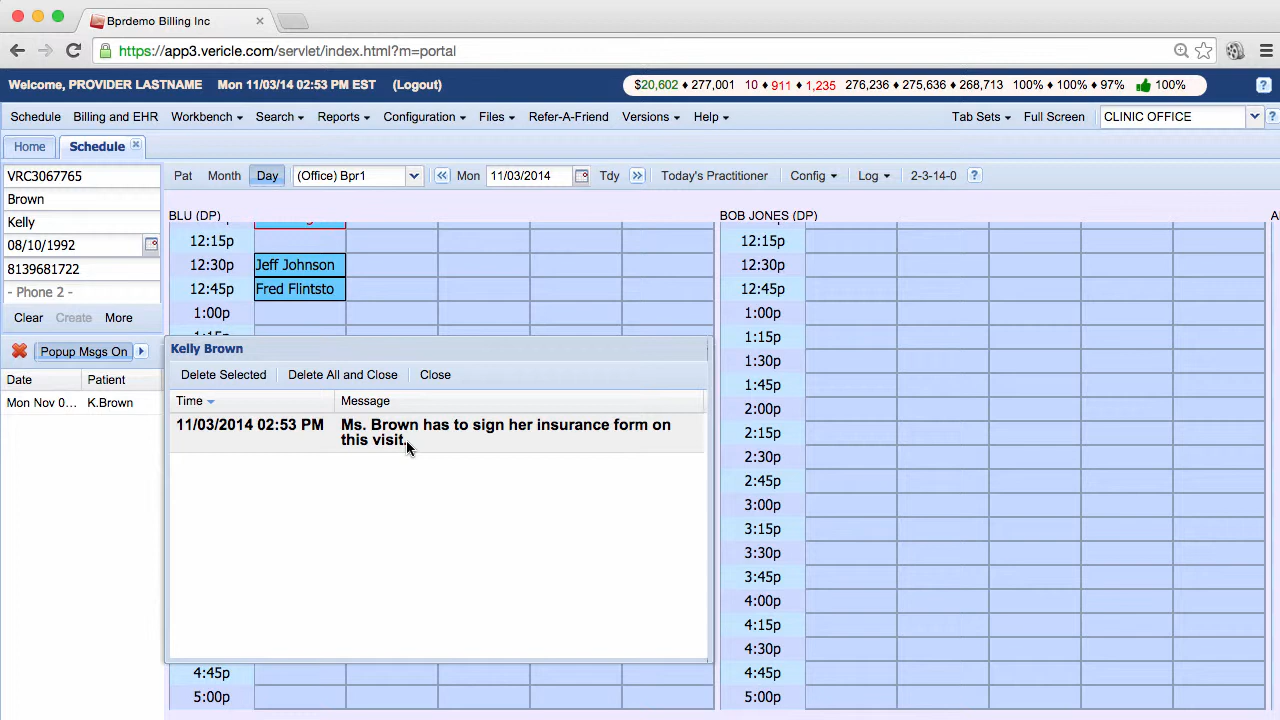 Bprdemo Billing Inc
https://app3.vericle.com/servlet/index.html?m=portal
Welcome, PROVIDER LASTNAME Mon 11/03/14 02:53 PM EST (Logout) $20,602 ♦ 277,001 10 ♦ 911 ♦ 1,235 276,236 ♦ 275,636 ♦ 268,713 100% ♦ 100% ♦ 97% 100% ?
Schedule Billing and EHR Workbench Search Reports Configuration Files Refer-A-Friend Versions Help Tab Sets Full Screen CLINIC OFFICE ?
Home Schedule
VRC3067765 Pat Month Day (Office) Bpr1 Mon 11/03/2014 Tdy Today's Practitioner Config Log 2-3-14-0 ?
Brown
Kelly
08/10/1992
8139681722
- Phone 2 -
Clear Create More
Popup Msgs On
Date Patient
Mon Nov 0... K.Brown
BLU (DP)
12:15p
12:30p Jeff Johnson
12:45p Fred Flintsto
1:00p
Kelly Brown
Delete Selected Delete All and Close Close
Time Message
11/03/2014 02:53 PM Ms. Brown has to sign her insurance form on
this visit.
4:45p
5:00p
BOB JONES (DP)
12:15p
12:30p
12:45p
1:00p
1:15p
1:30p
1:45p
2:00p
2:15p
2:30p
2:45p
3:00p
3:15p
3:30p
3:45p
4:00p
4:15p
4:30p
4:45p
5:00p